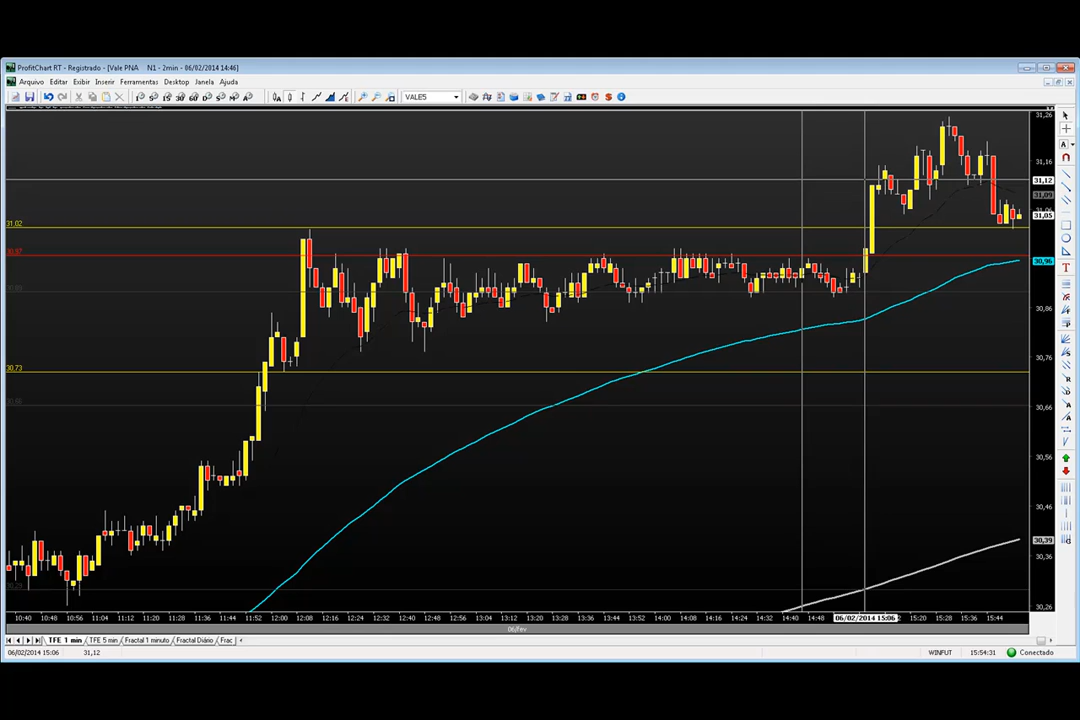 ProfitChart RT - Registrado - [Vale PNA N1 - 2min - 06/02/2014 14:46]
Arquivo Editar Exibir Inserir Ferramentas Desktop Janela Ajuda
VALE5
31,26
31,16
31,12
31,05
31,02
30,97
30,96
30,86
30,76
30,73
30,66
30,56
30,46
30,39
30,36
30,29
30,26
10:40 10:48 10:56 11:04 11:12 11:20 11:28 11:36 11:44 11:52 12:00 12:08 12:16 12:24 12:32 12:40 12:48 12:56 13:04 13:12 13:20 13:28 13:36 13:44 13:52 14:00 14:08 14:16 14:24 14:32 14:40 14:48 06/02/2014 15:06 15:20 15:28 15:36 15:44
06/Fev
TFE 1 min TFE 5 min Fractal 1 minuto Fractal Diário Frac
06/02/2014 15:06 31,12 WINFUT 15:54:31 Conectado